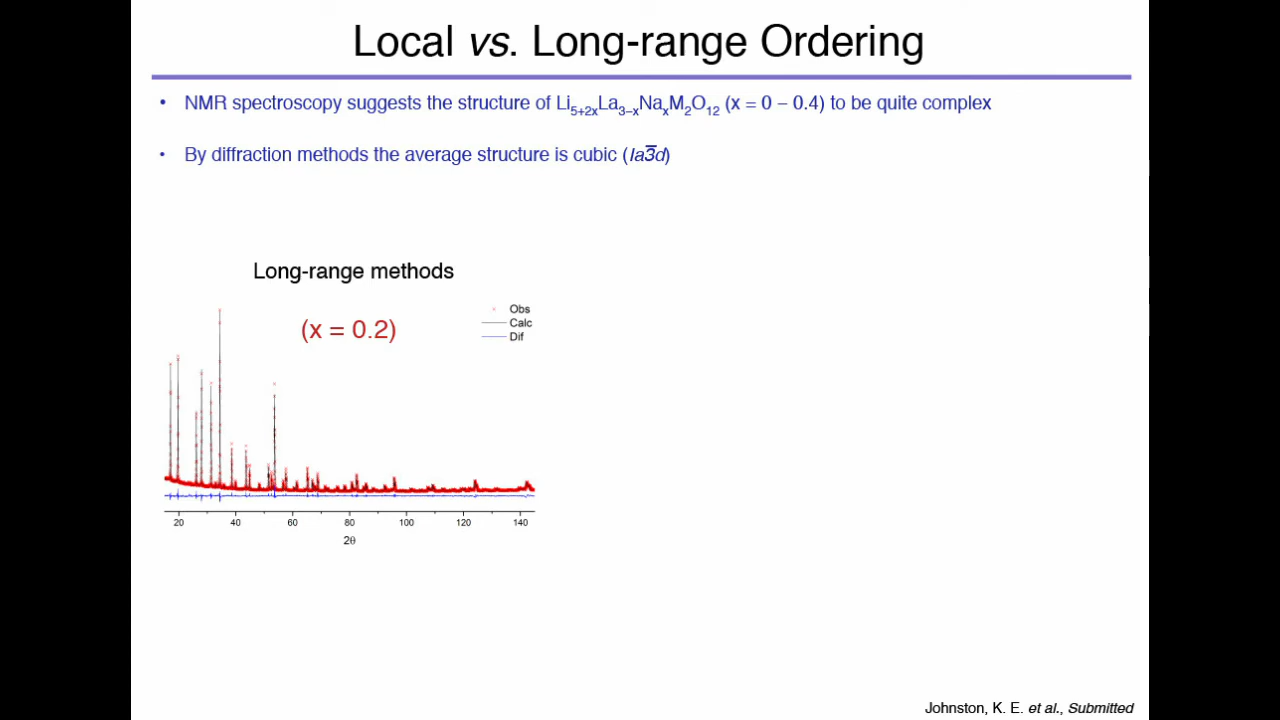 Local vs. Long-range Ordering
• NMR spectroscopy suggests the structure of Li₅₊₂ₓLa₃₋ₓNaₓM₂O₁₂ (x = 0 – 0.4) to be quite complex
• By diffraction methods the average structure is cubic (Ia3̅d)
Long-range methods
(x = 0.2)
Obs
Calc
Dif
20 40 60 80 100 120 140
2θ
Johnston, K. E. et al., Submitted